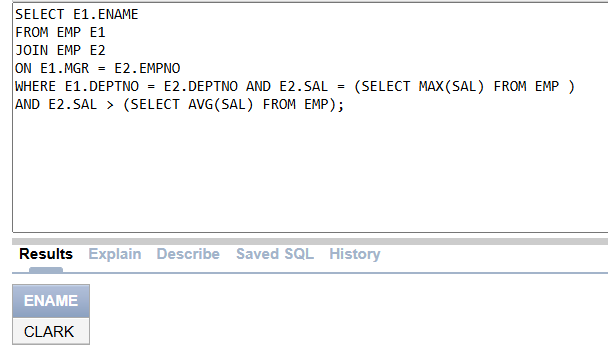 SELECT E1.ENAME
FROM EMP E1
JOIN EMP E2
ON E1.MGR = E2.EMPNO
WHERE E1.DEPTNO = E2.DEPTNO AND E2.SAL = (SELECT MAX(SAL) FROM EMP )
AND E2.SAL > (SELECT AVG(SAL) FROM EMP);
Results Explain Describe Saved SQL History
ENAME
CLARK